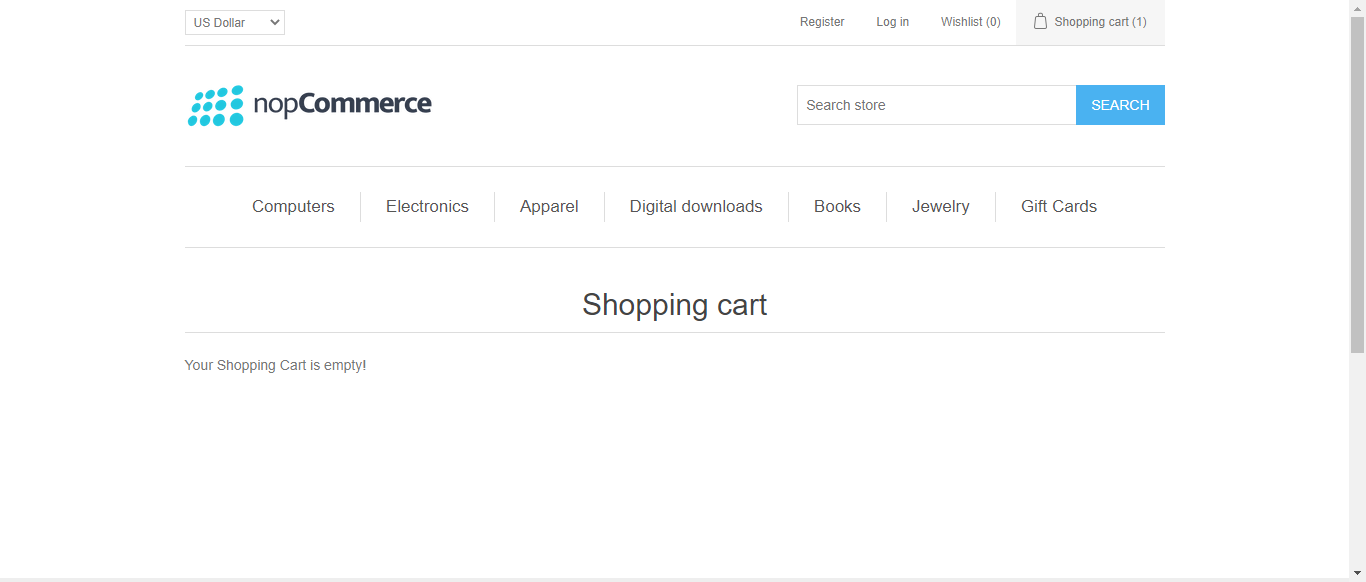 US Dollar Register Log in Wishlist (0) Shopping cart (1)
nopCommerce
Search store SEARCH
Computers Electronics Apparel Digital downloads Books Jewelry Gift Cards
Shopping cart
Your Shopping Cart is empty!